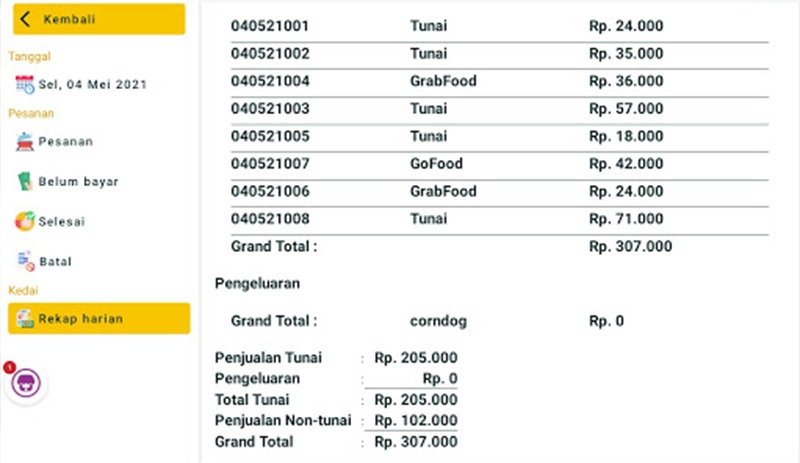 Kembali
Tanggal
Sel, 04 Mei 2021
Pesanan
Pesanan
Belum bayar
Selesai
Batal
Kedai
Rekap harian
1
040521001 Tunai Rp. 24.000
040521002 Tunai Rp. 35.000
040521004 GrabFood Rp. 36.000
040521003 Tunai Rp. 57.000
040521005 Tunai Rp. 18.000
040521007 GoFood Rp. 42.000
040521006 GrabFood Rp. 24.000
040521008 Tunai Rp. 71.000
Grand Total : Rp. 307.000
Pengeluaran
Grand Total : corndog Rp. 0
Penjualan Tunai : Rp. 205.000
Pengeluaran : Rp. 0
Total Tunai : Rp. 205.000
Penjualan Non-tunai : Rp. 102.000
Grand Total : Rp. 307.000